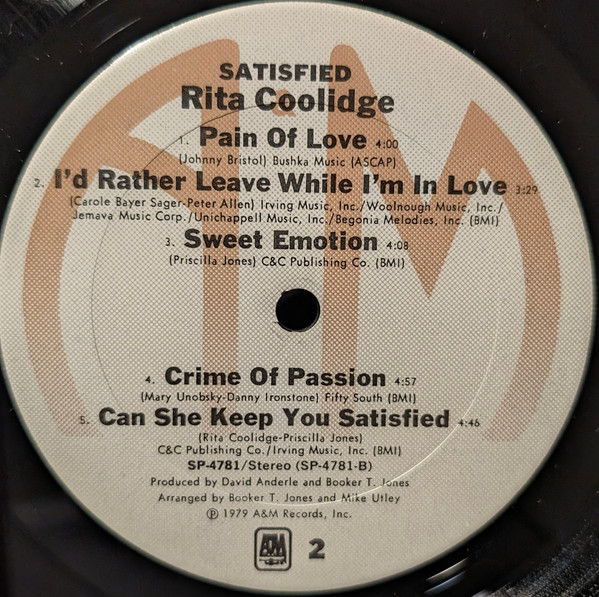 SATISFIED
Rita Coolidge
1. Pain Of Love 4:00
(Johnny Bristol) Bushka Music (ASCAP)
2. I'd Rather Leave While I'm In Love 3:29
(Carole Bayer Sager-Peter Allen) Irving Music, Inc./Woolnough Music, Inc./
Jemava Music Corp./Unichappell Music, Inc./Begonia Melodies, Inc. (BMI)
3. Sweet Emotion 4:08
(Priscilla Jones) C&C Publishing Co. (BMI)
4. Crime Of Passion 4:57
(Mary Unobsky-Danny Ironstone) Fifty South (BMI)
5. Can She Keep You Satisfied 4:46
(Rita Coolidge-Priscilla Jones)
C&C Publishing Co./Irving Music, Inc. (BMI)
SP-4781/Stereo (SP-4781-B)
Produced by David Anderle and Booker T. Jones
Arranged by Booker T. Jones and Mike Utley
℗ 1979 A&M Records, Inc.
A&M 2